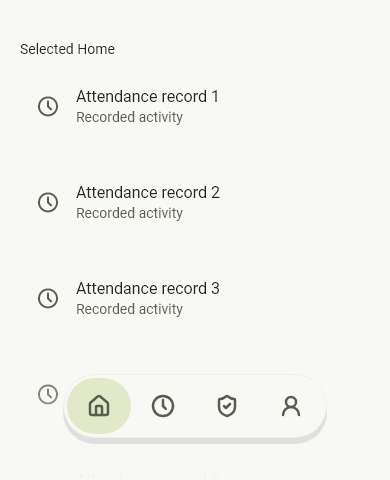 Selected Home
Attendance record 1
Recorded activity
Attendance record 2
Recorded activity
Attendance record 3
Recorded activity